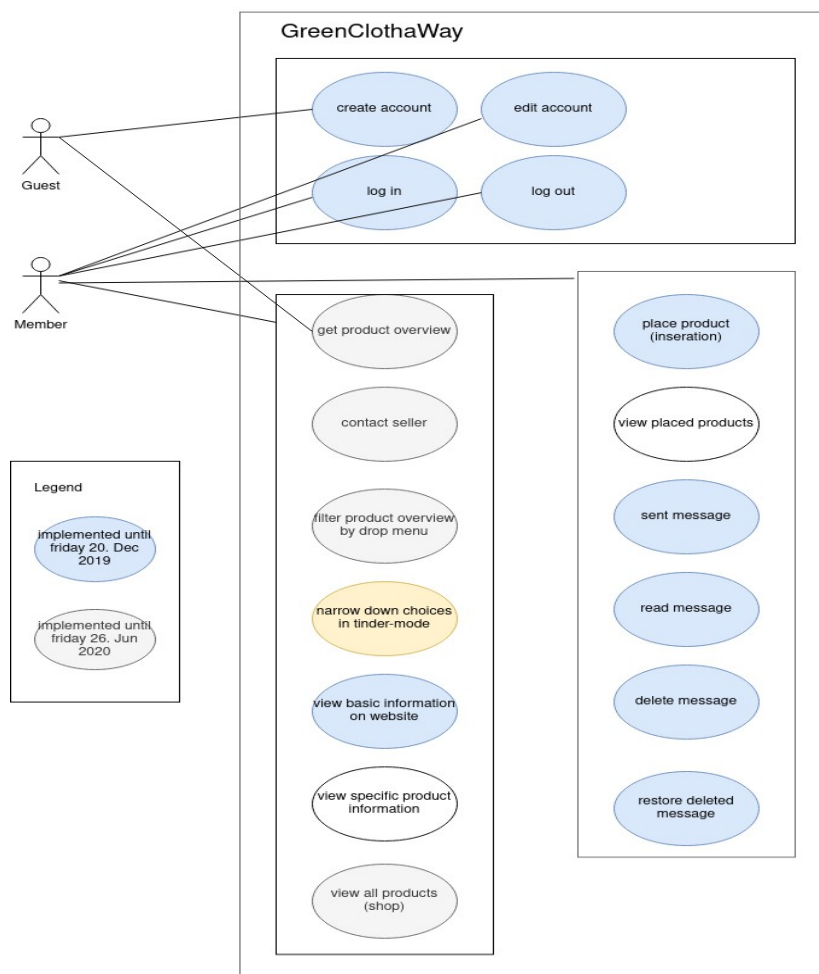 GreenClothaWay
create account
edit account
log in
log out
Guest
Member
get product overview
contact seller
filter product overview
by drop menu
narrow down choices
in tinder-mode
view basic information
on website
view specific product
information
view all products
(shop)
place product
(inseration)
view placed products
sent message
read message
delete message
restore deleted
message
Legend
implemented until
friday 20. Dec
2019
implemented until
friday 26. Jun
2020